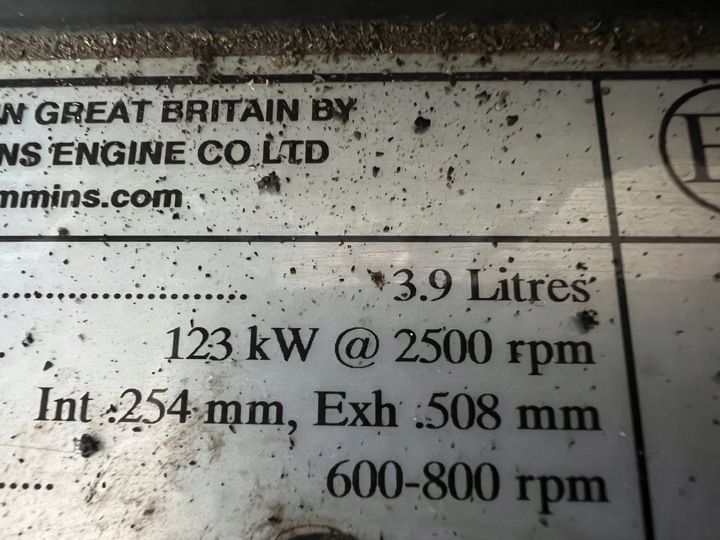 N GREAT BRITAIN BY
NS ENGINE CO LTD
mmins.com
E
........................ 3.9 Litres
123 kW @ 2500 rpm
Int .254 mm, Exh .508 mm
..... 600-800 rpm